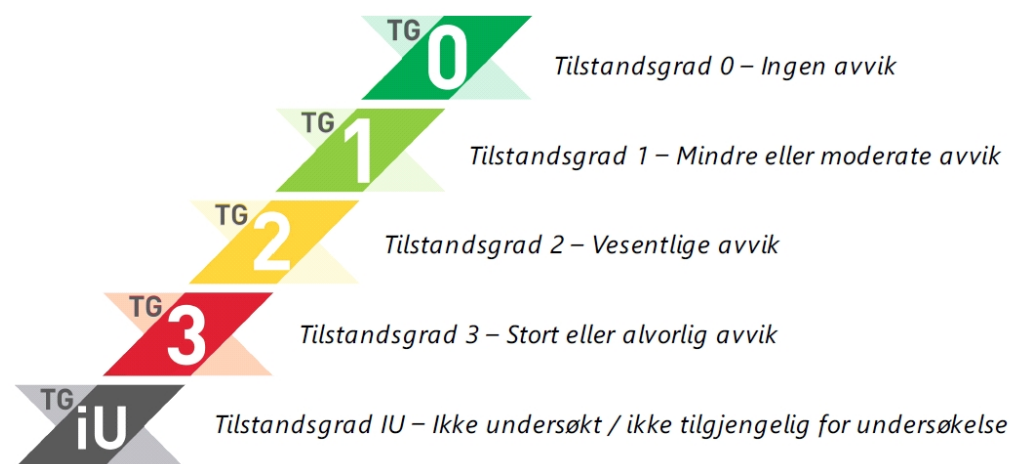 TG 0
Tilstandsgrad 0 – Ingen avvik
TG 1
Tilstandsgrad 1 – Mindre eller moderate avvik
TG 2
Tilstandsgrad 2 – Vesentlige avvik
TG 3
Tilstandsgrad 3 – Stort eller alvorlig avvik
TG iU
Tilstandsgrad IU – Ikke undersøkt / ikke tilgjengelig for undersøkelse